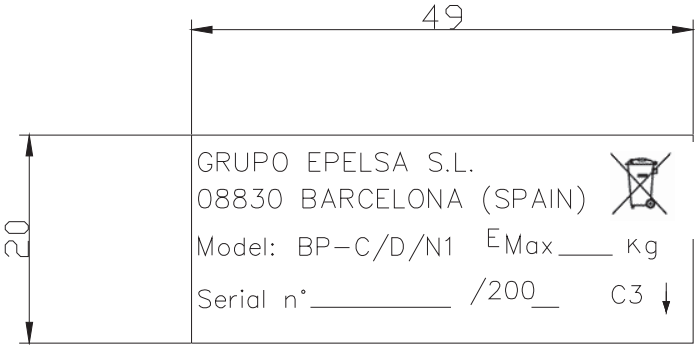 49
20
GRUPO EPELSA S.L.
08830 BARCELONA (SPAIN)
Model: BP-C/D/N1 EMax____ Kg
Serial n°__________ /200__ C3